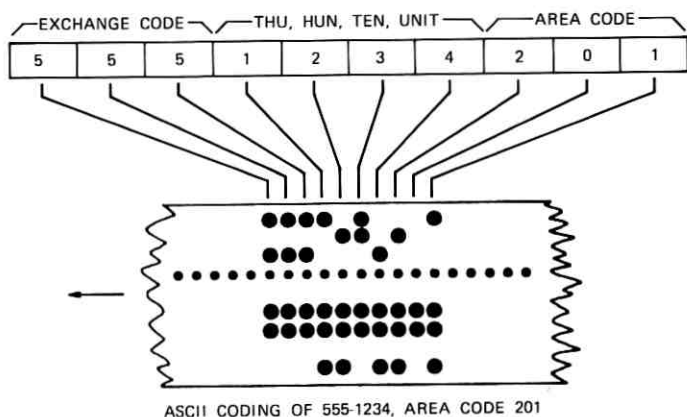 EXCHANGE CODE THU, HUN, TEN, UNIT AREA CODE
5 5 5 1 2 3 4 2 0 1
ASCII CODING OF 555-1234, AREA CODE 201